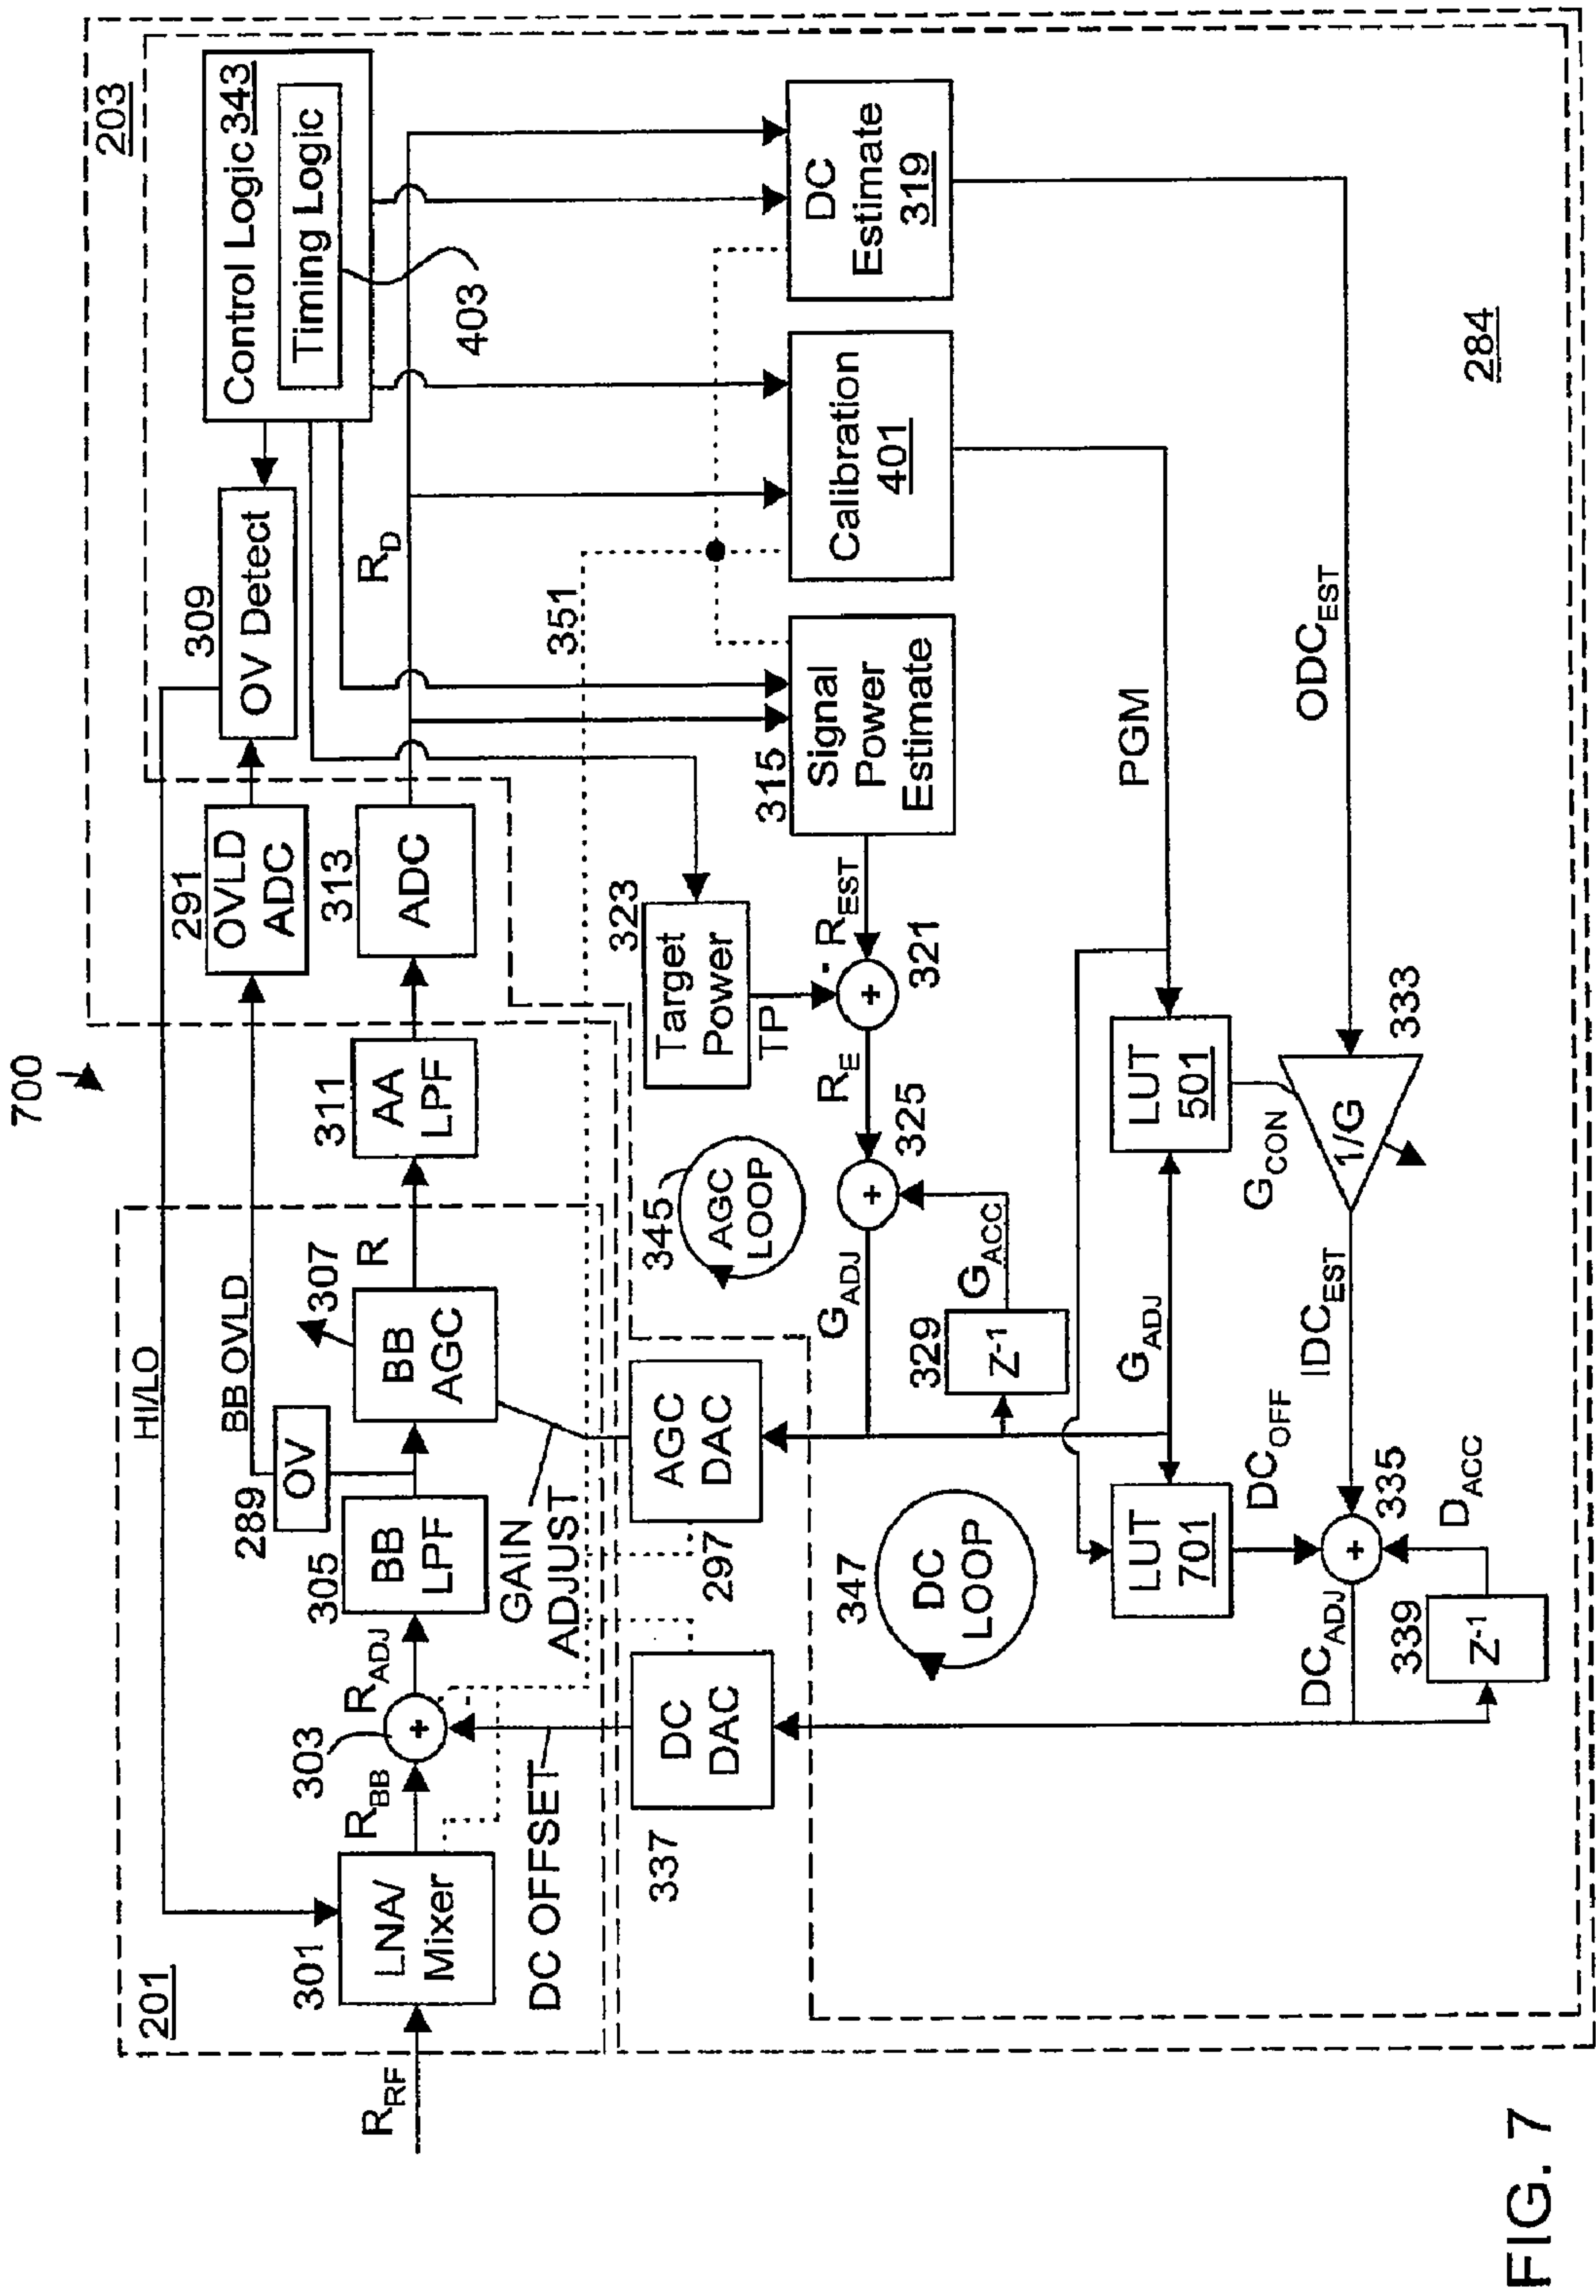 700
203
201
R_RF
LNA/
Mixer
301
R_BB
303
R_ADJ
BB
LPF
305
OV
289
HI/LO
BB OVLD
BB
AGC
307
R
AA
LPF
311
OVLD
ADC
291
ADC
313
OV Detect
309
R_D
Control Logic 343
Timing Logic
403
DC OFFSET
GAIN
ADJUST
351
DC
DAC
337
AGC
DAC
297
345
AGC
LOOP
323
Target
Power
TP
-
R_EST
+
321
R_E
+
325
G_ADJ
G_ACC
329
Z-1
315
Signal
Power
Estimate
Calibration
401
DC
Estimate
319
347
DC
LOOP
G_ADJ
LUT
701
LUT
501
PGM
DC_OFF
G_CON
1/G
333
ODC_EST
IDC_EST
+
335
DC_ADJ
D_ACC
339
Z-1
284
+
FIG. 7